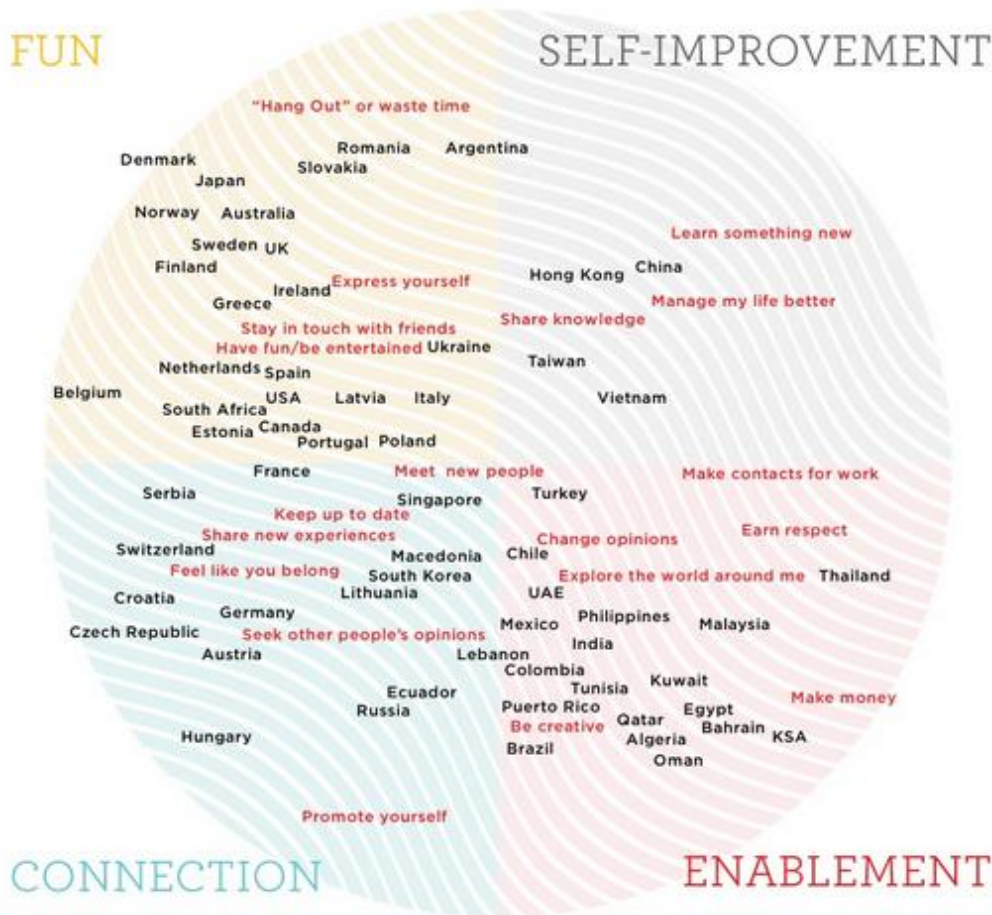 FUN
SELF-IMPROVEMENT
“Hang Out” or waste time
Romania
Argentina
Denmark
Slovakia
Japan
Norway
Australia
Sweden
UK
Finland
Ireland
Express yourself
Greece
Stay in touch with friends
Have fun/be entertained
Ukraine
Netherlands
Spain
Belgium
USA
Latvia
Italy
South Africa
Estonia
Canada
Portugal
Poland
Learn something new
Hong Kong
China
Manage my life better
Share knowledge
Taiwan
Vietnam
France
Meet new people
Serbia
Singapore
Keep up to date
Share new experiences
Switzerland
Macedonia
Feel like you belong
South Korea
Lithuania
Croatia
Germany
Czech Republic
Seek other people’s opinions
Austria
Lebanon
Ecuador
Russia
Hungary
Promote yourself
Make contacts for work
Turkey
Earn respect
Change opinions
Chile
Explore the world around me
Thailand
UAE
Philippines
Mexico
Malaysia
India
Colombia
Kuwait
Tunisia
Make money
Puerto Rico
Egypt
Qatar
Be creative
Bahrain
KSA
Algeria
Brazil
Oman
CONNECTION
ENABLEMENT